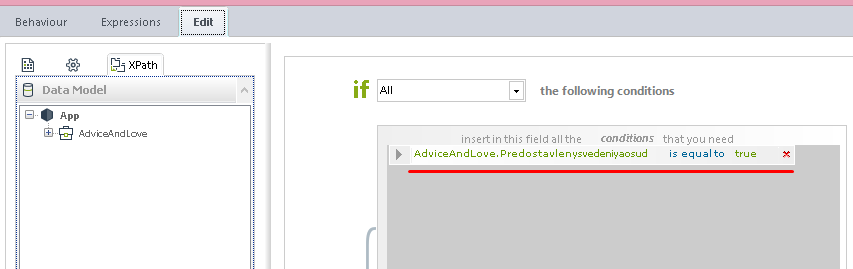 Behaviour Expressions Edit
XPath
Data Model
App
AdviceAndLove
if All the following conditions
insert in this field all the conditions that you need
AdviceAndLove.Predostavlenysvedeniyaosud is equal to true